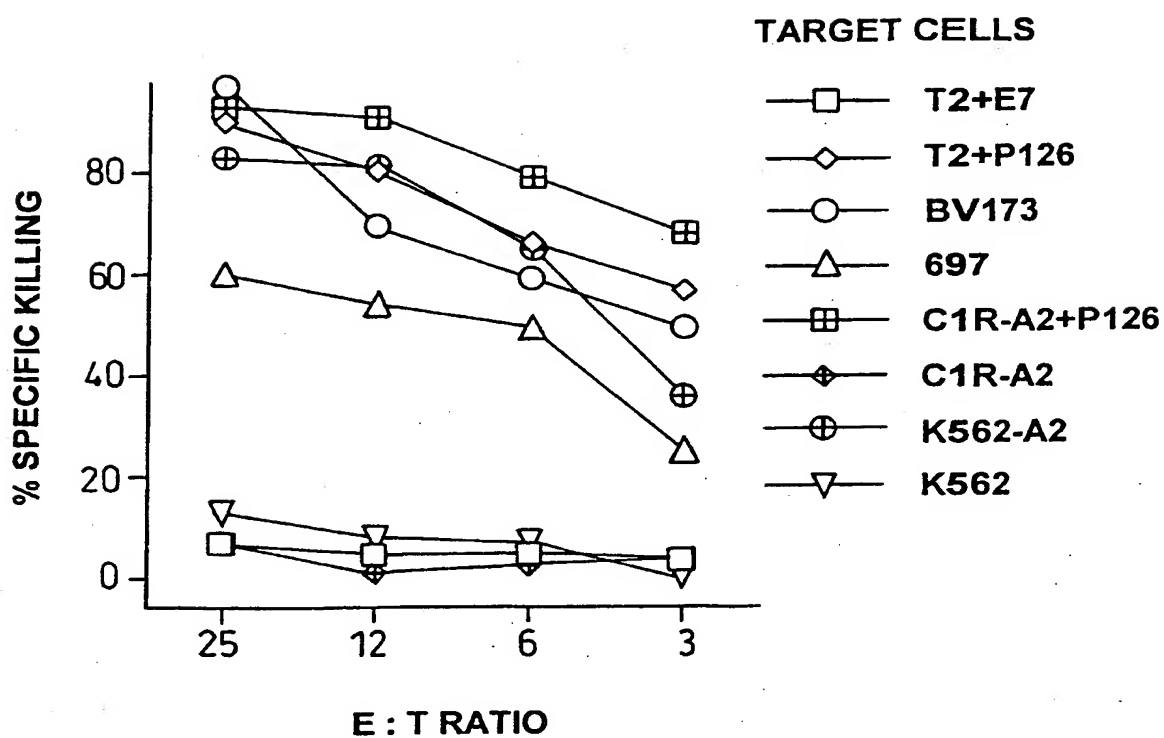 TARGET CELLS
T2+E7
T2+P126
BV173
697
C1R-A2+P126
C1R-A2
K562-A2
K562
% SPECIFIC KILLING
80
60
40
20
0
25 12 6 3
E : T RATIO